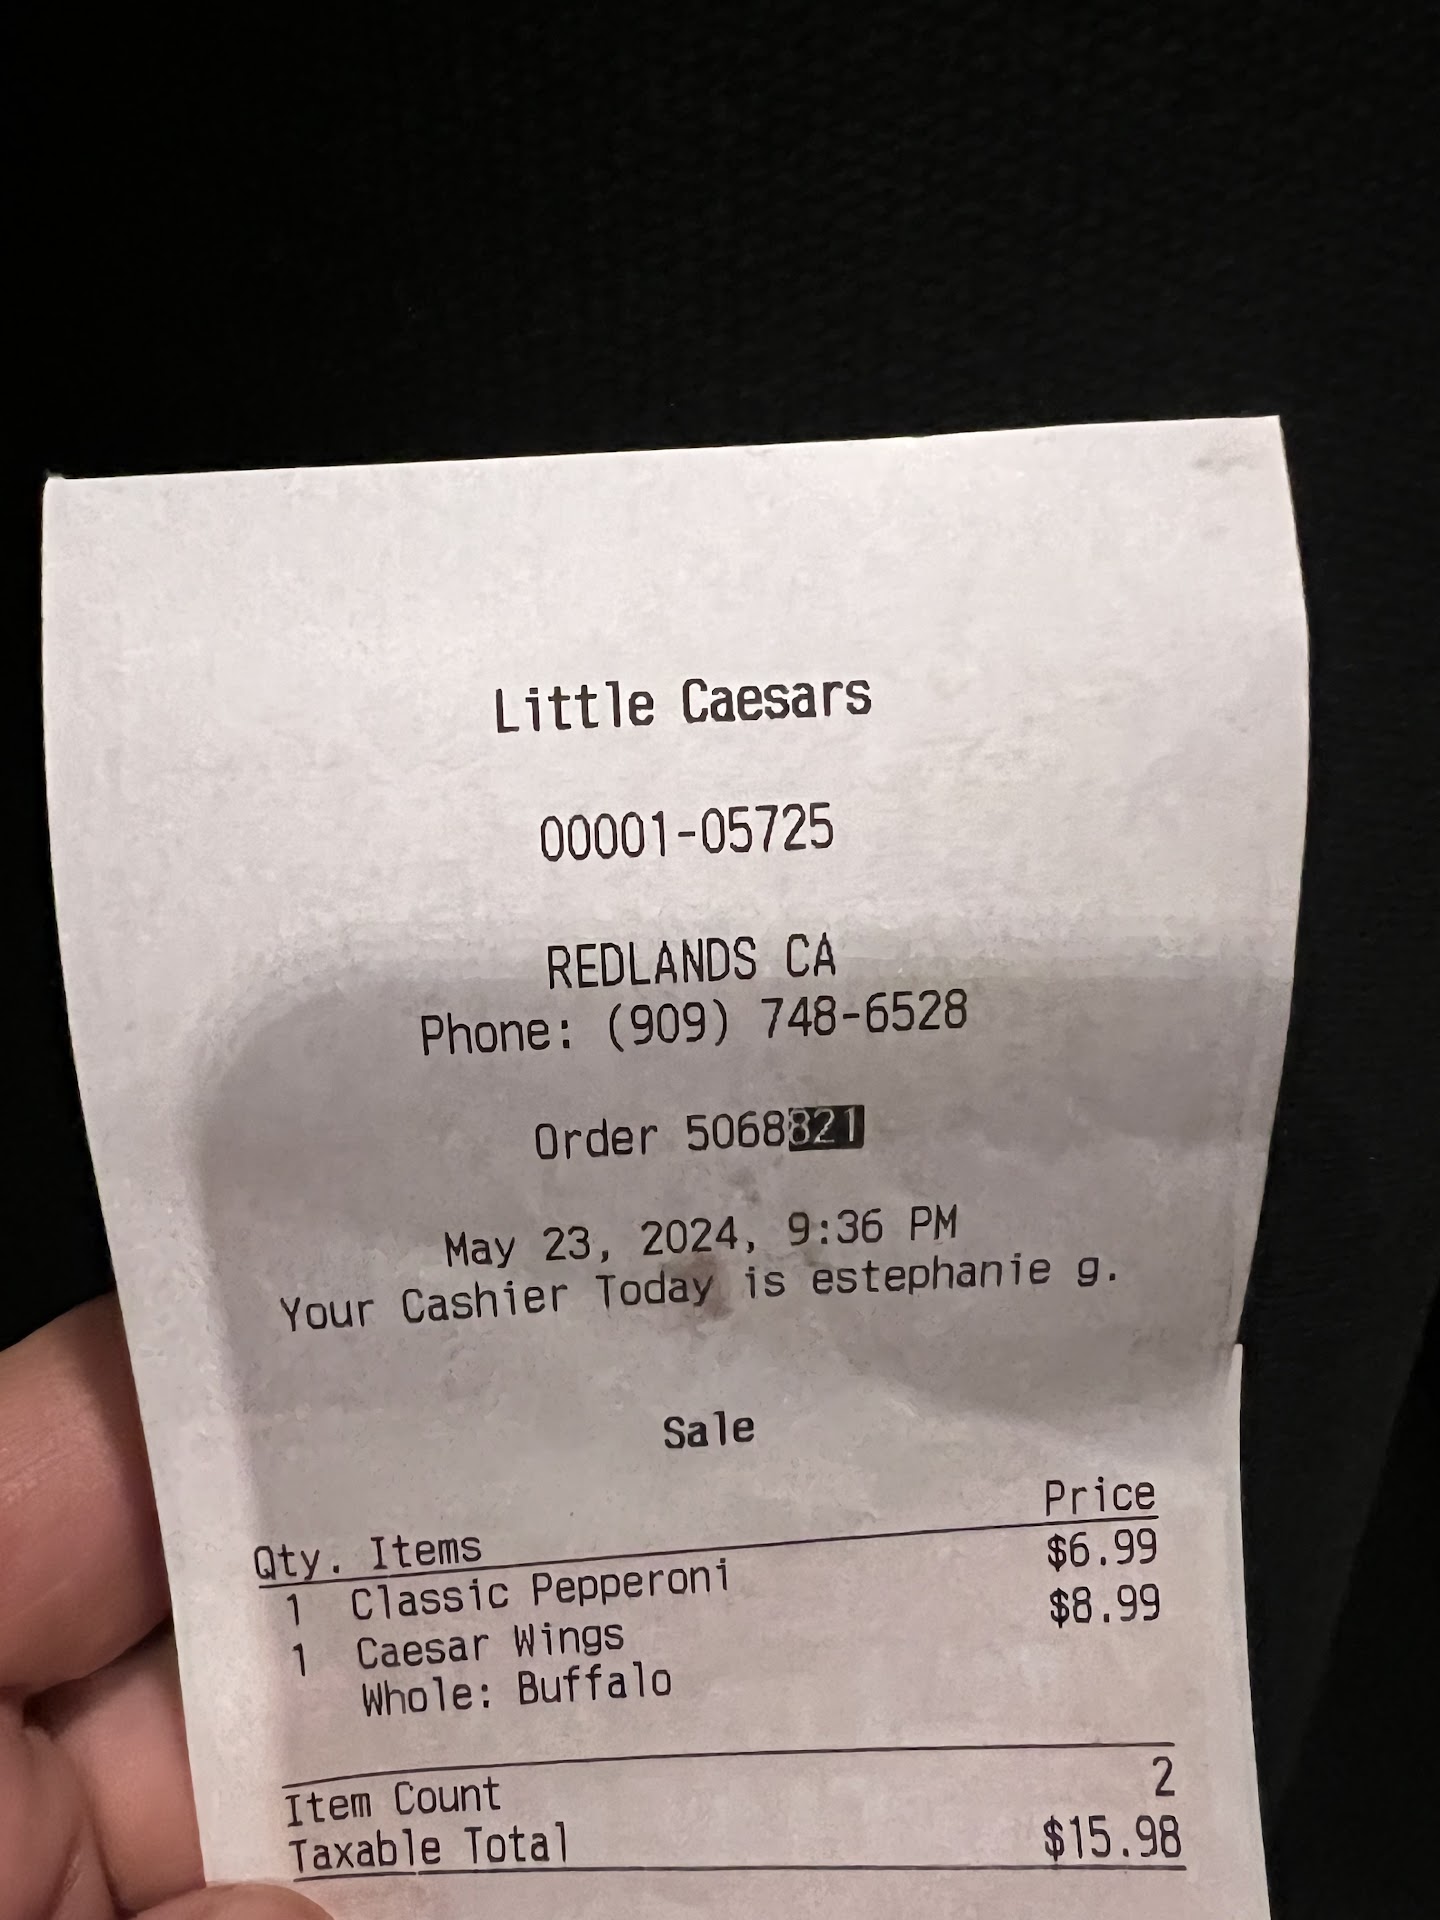 Little Caesars
00001-05725
REDLANDS CA
Phone: (909) 748-6528
Order 5068821
May 23, 2024, 9:36 PM
Your Cashier Today is estephanie g.
Sale
Qty. Items Price
1 Classic Pepperoni $6.99
1 Caesar Wings $8.99
Whole: Buffalo
Item Count 2
Taxable Total $15.98